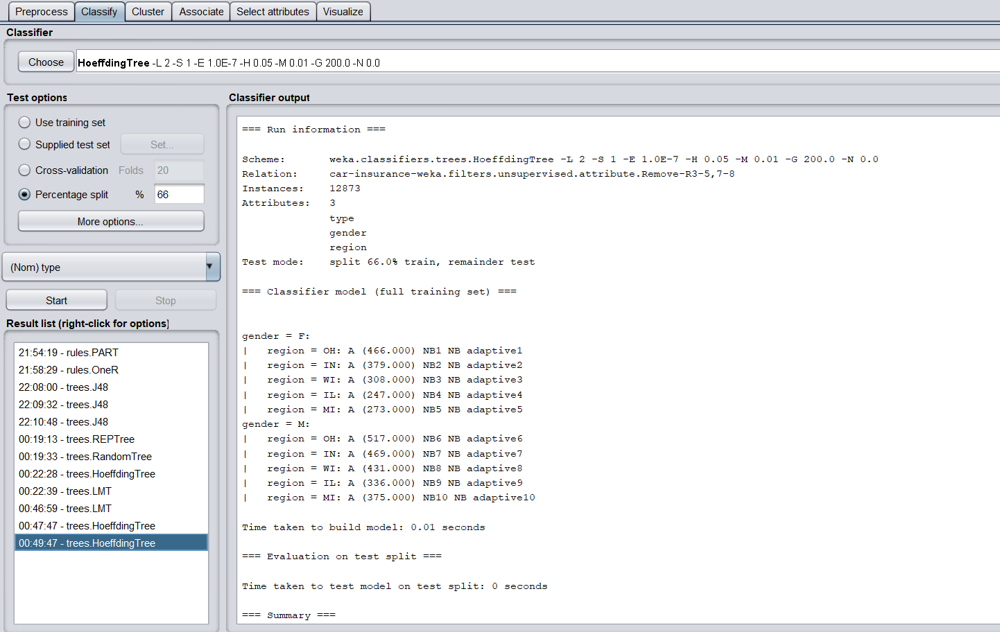 Preprocess Classify Cluster Associate Select attributes Visualize
Classifier
Choose HoeffdingTree -L 2 -S 1 -E 1.0E-7 -H 0.05 -M 0.01 -G 200.0 -N 0.0
Test options
Use training set
Supplied test set Set...
Cross-validation Folds 20
Percentage split % 66
More options...
(Nom) type
Start Stop
Result list (right-click for options)
21:54:19 - rules.PART
21:58:29 - rules.OneR
22:08:00 - trees.J48
22:09:32 - trees.J48
22:10:48 - trees.J48
00:19:13 - trees.REPTree
00:19:33 - trees.RandomTree
00:22:28 - trees.HoeffdingTree
00:22:39 - trees.LMT
00:46:59 - trees.LMT
00:47:47 - trees.HoeffdingTree
00:49:47 - trees.HoeffdingTree
Classifier output
=== Run information ===
Scheme: weka.classifiers.trees.HoeffdingTree -L 2 -S 1 -E 1.0E-7 -H 0.05 -M 0.01 -G 200.0 -N 0.0
Relation: car-insurance-weka.filters.unsupervised.attribute.Remove-R3-5,7-8
Instances: 12873
Attributes: 3
type
gender
region
Test mode: split 66.0% train, remainder test
=== Classifier model (full training set) ===
gender = F:
| region = OH: A (466.000) NB1 NB adaptive1
| region = IN: A (379.000) NB2 NB adaptive2
| region = WI: A (308.000) NB3 NB adaptive3
| region = IL: A (247.000) NB4 NB adaptive4
| region = MI: A (273.000) NB5 NB adaptive5
gender = M:
| region = OH: A (517.000) NB6 NB adaptive6
| region = IN: A (469.000) NB7 NB adaptive7
| region = WI: A (431.000) NB8 NB adaptive8
| region = IL: A (336.000) NB9 NB adaptive9
| region = MI: A (375.000) NB10 NB adaptive10
Time taken to build model: 0.01 seconds
=== Evaluation on test split ===
Time taken to test model on test split: 0 seconds
=== Summary ===